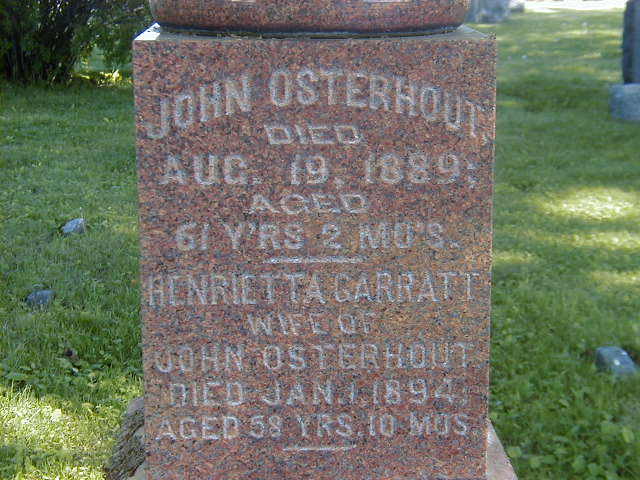 JOHN OSTERHOUT,
DIED
AUG. 19, 1889;
AGED
61 Y'RS 2 MO'S.
HENRIETTA GARRATT
WIFE OF
JOHN OSTERHOUT
DIED JAN. 1 1894
AGED 58 YRS. 10 MOS.